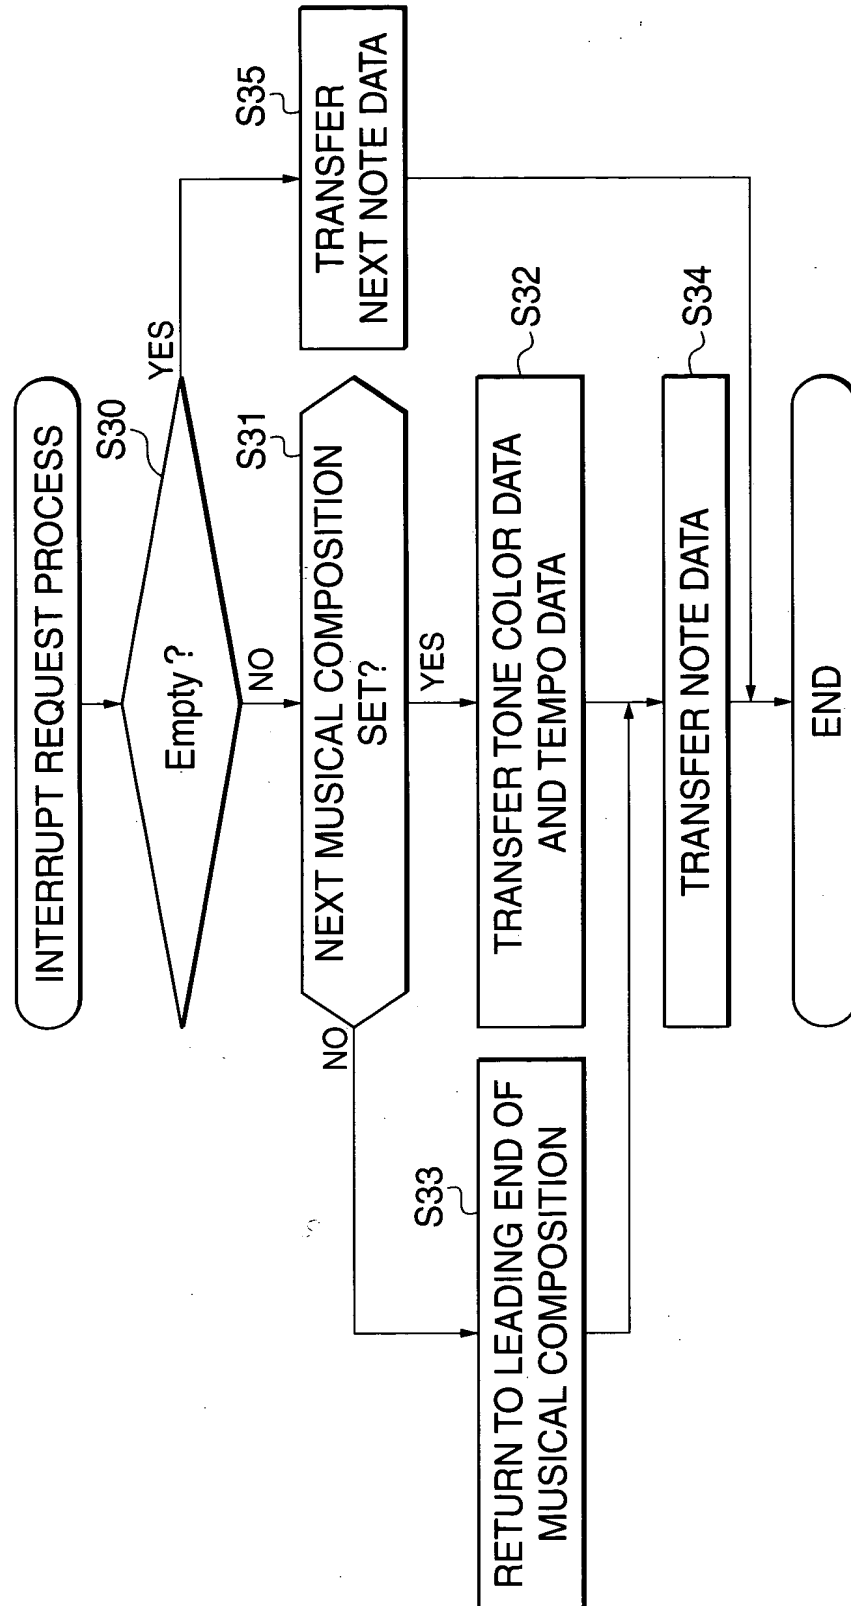 INTERRUPT REQUEST PROCESS
S30
Empty ?
YES
NO
S35
TRANSFER
NEXT NOTE DATA
S31
NEXT MUSICAL COMPOSITION
SET?
NO
YES
S32
TRANSFER TONE COLOR DATA
AND TEMPO DATA
S33
RETURN TO LEADING END OF
MUSICAL COMPOSITION
S34
TRANSFER NOTE DATA
END